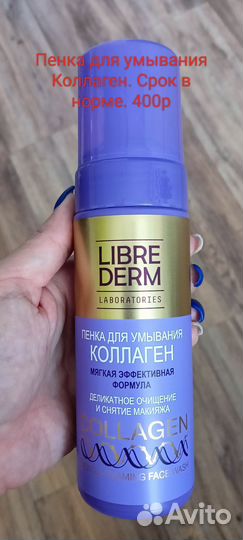 Пенка для умывания
Коллаген. Срок в
норме. 400р
LIBRE
DERM
LABORATORIES
ПЕНКА ДЛЯ УМЫВАНИЯ
КОЛЛАГЕН
МЯГКАЯ ЭФФЕКТИВНАЯ
ФОРМУЛА
ДЕЛИКАТНОЕ ОЧИЩЕНИЕ
И СНЯТИЕ МАКИЯЖА
COLLAGEN
FACE WASH
Avito